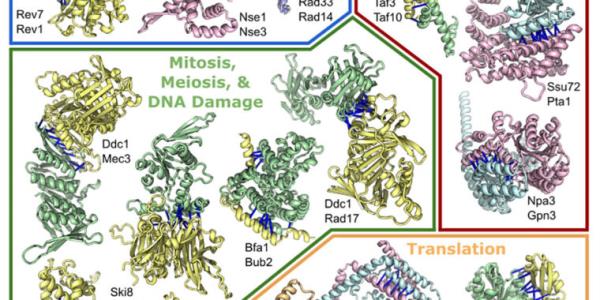 Rev7
Rev1
Nse1
Nse3
Rad33
Rad14
Taf3
Taf10
Ssu72
Pta1
Mitosis,
Meiosis, &
DNA Damage
Ddc1
Mec3
Ddc1
Rad17
Bfa1
Bub2
Ski8
Npa3
Gpn3
Translation